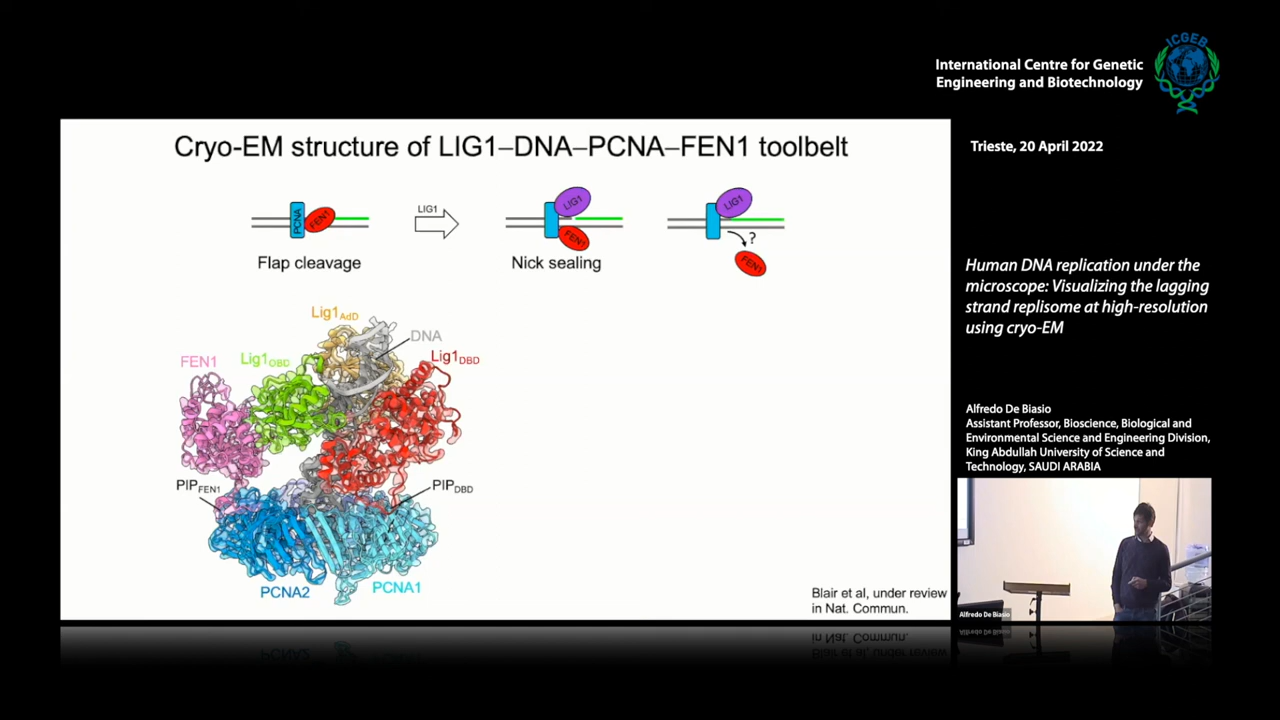 ICGEB
International Centre for Genetic
Engineering and Biotechnology
Trieste, 20 April 2022
Cryo-EM structure of LIG1–DNA–PCNA–FEN1 toolbelt
PCNA
FEN1
LIG1
LIG1
FEN1
LIG1
?
FEN1
Flap cleavage
Nick sealing
Lig1AdD
DNA
FEN1
Lig1OBD
Lig1DBD
PIPFEN1
PIPDBD
PCNA2
PCNA1
Blair et al, under review
in Nat. Commun.
Human DNA replication under the
microscope: Visualizing the lagging
strand replisome at high-resolution
using cryo-EM
Alfredo De Biasio
Assistant Professor, Bioscience, Biological and
Environmental Science and Engineering Division,
King Abdullah University of Science and
Technology, SAUDI ARABIA
Alfredo De Biasio